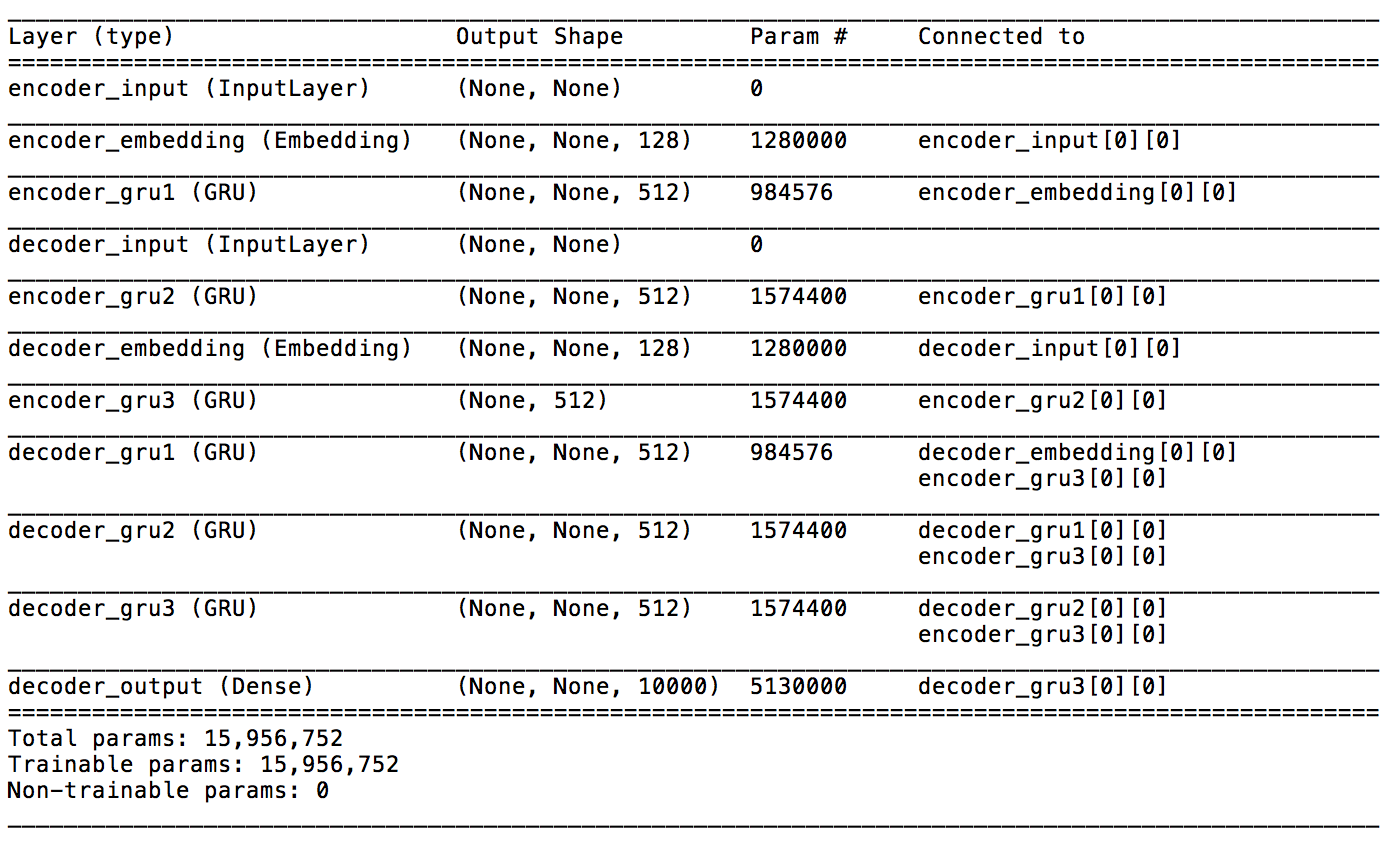 Layer (type) Output Shape Param # Connected to
encoder_input (InputLayer) (None, None) 0
encoder_embedding (Embedding) (None, None, 128) 1280000 encoder_input[0][0]
encoder_gru1 (GRU) (None, None, 512) 984576 encoder_embedding[0][0]
decoder_input (InputLayer) (None, None) 0
encoder_gru2 (GRU) (None, None, 512) 1574400 encoder_gru1[0][0]
decoder_embedding (Embedding) (None, None, 128) 1280000 decoder_input[0][0]
encoder_gru3 (GRU) (None, 512) 1574400 encoder_gru2[0][0]
decoder_gru1 (GRU) (None, None, 512) 984576 decoder_embedding[0][0]
encoder_gru3[0][0]
decoder_gru2 (GRU) (None, None, 512) 1574400 decoder_gru1[0][0]
encoder_gru3[0][0]
decoder_gru3 (GRU) (None, None, 512) 1574400 decoder_gru2[0][0]
encoder_gru3[0][0]
decoder_output (Dense) (None, None, 10000) 5130000 decoder_gru3[0][0]
Total params: 15,956,752
Trainable params: 15,956,752
Non-trainable params: 0